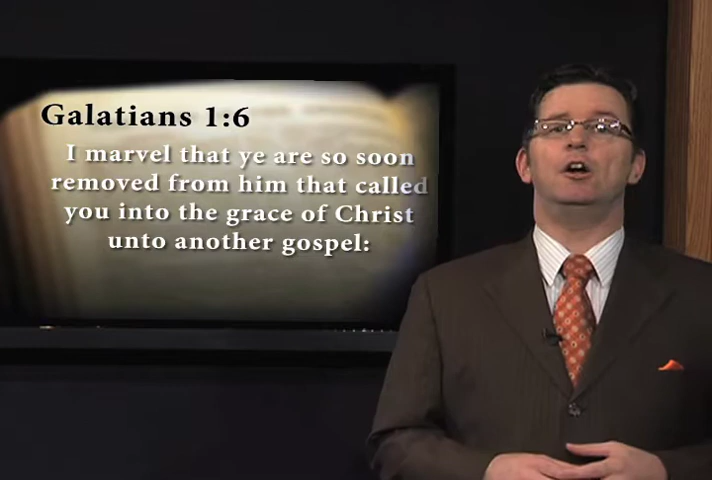 Galatians 1:6
I marvel that ye are so soon
removed from him that called
you into the grace of Christ
unto another gospel: